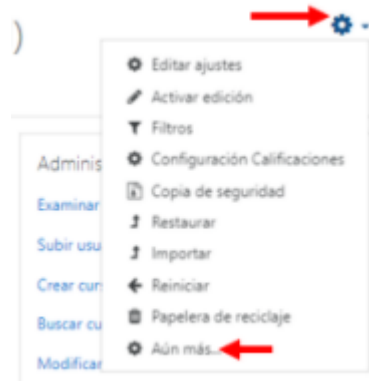 )
Editar ajustes
Activar edición
Filtros
Configuración Calificaciones
Copia de seguridad
Restaurar
Importar
Reiniciar
Papelera de reciclaje
Aún más...
Adminis
Examinar
Subir usu
Crear cur
Buscar cu
Modificar